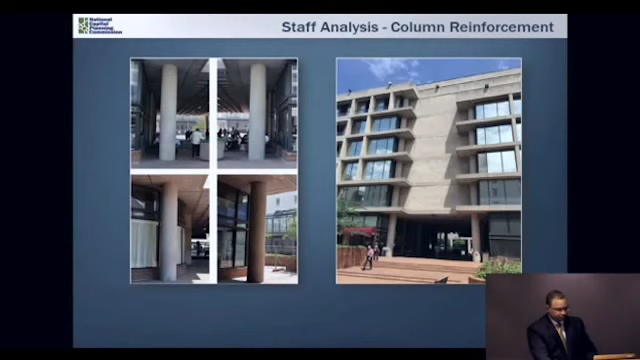 National
Capital
Planning
Commission
Staff Analysis - Column Reinforcement